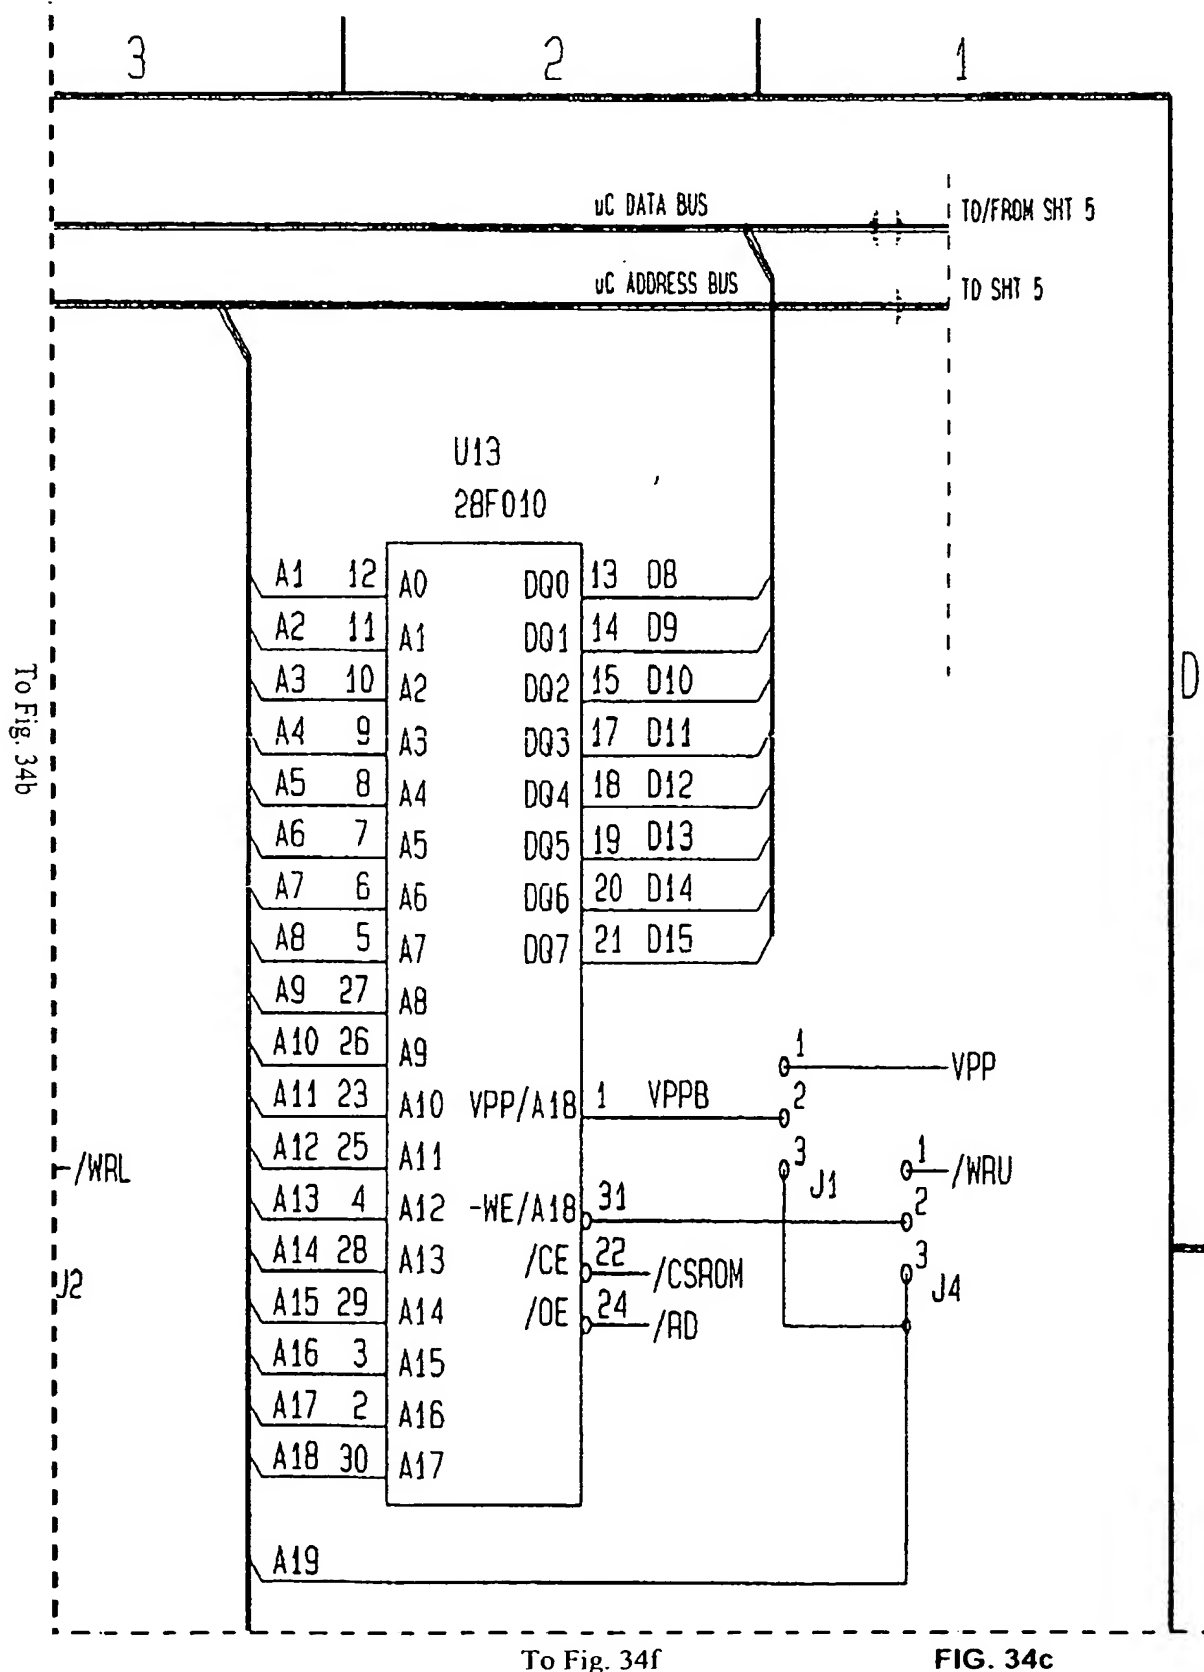 3 2 1
uC DATA BUS TO/FROM SHT 5
uC ADDRESS BUS TO SHT 5
U13
28F010
A1 12 A0 DQ0 13 D8
A2 11 A1 DQ1 14 D9
A3 10 A2 DQ2 15 D10
D
A4 9 A3 DQ3 17 D11
To Fig. 34b
A5 8 A4 DQ4 18 D12
A6 7 A5 DQ5 19 D13
A7 6 A6 DQ6 20 D14
A8 5 A7 DQ7 21 D15
A9 27 A8
A10 26 A9
1 VPP
A11 23 A10 VPP/A18 1 VPPB 2
A12 25 A11
/WRL
3 J1 1 /WRU
A13 4 A12 -WE/A18 31 2
A14 28 A13 /CE 22 /CSROM 3 J4
J2
A15 29 A14 /OE 24 /RD
A16 3 A15
A17 2 A16
A18 30 A17
A19
To Fig. 34f FIG. 34c